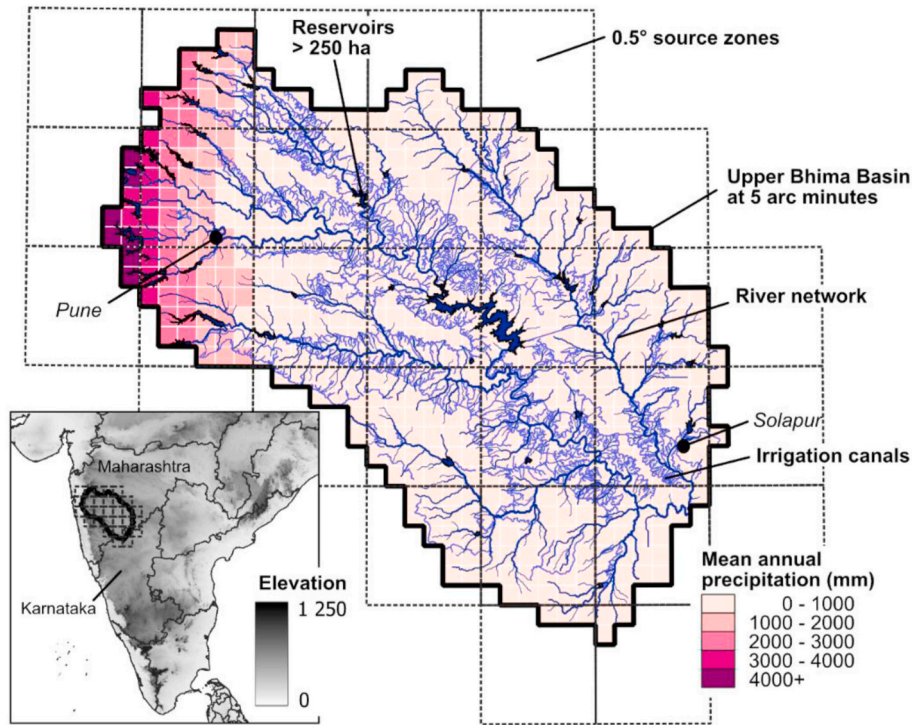 Reservoirs
> 250 ha
0.5° source zones
Upper Bhima Basin
at 5 arc minutes
Pune
River network
Solapur
Irrigation canals
Maharashtra
Karnataka
Elevation
1 250
0
Mean annual
precipitation (mm)
0 - 1000
1000 - 2000
2000 - 3000
3000 - 4000
4000+